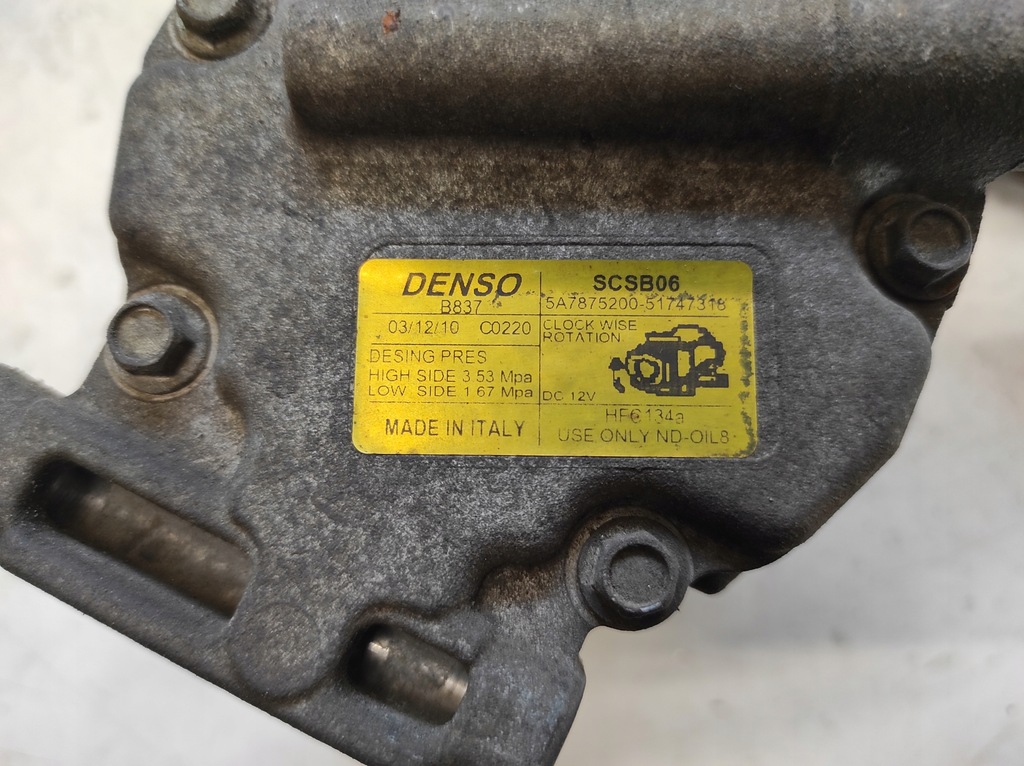 DENSO
B837
03/12/10 C0220
DESING PRES
HIGH SIDE 3.53 Mpa
LOW SIDE 1.67 Mpa
MADE IN ITALY
SCSB06
5A7875200-51747318
CLOCK WISE
ROTATION
DC 12V
HFC134a
USE ONLY ND-OIL8